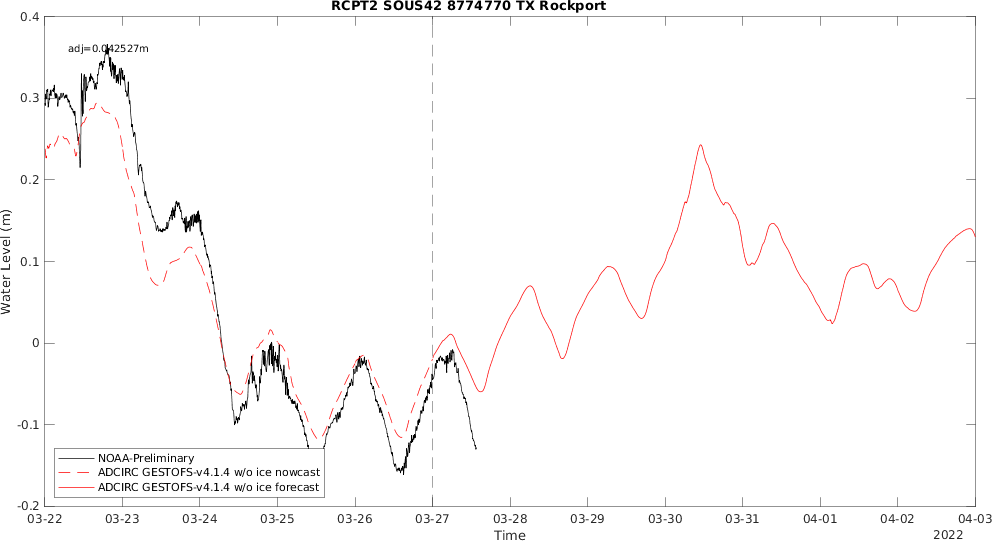 RCPT2 SOUS42 8774770 TX Rockport
adj=0.042527m
0.4
0.3
0.2
0.1
0
-0.1
-0.2
Water Level (m)
NOAA-Preliminary
ADCIRC GESTOFS-v4.1.4 w/o ice nowcast
ADCIRC GESTOFS-v4.1.4 w/o ice forecast
03-22 03-23 03-24 03-25 03-26 03-27 03-28 03-29 03-30 03-31 04-01 04-02 04-03
Time
2022